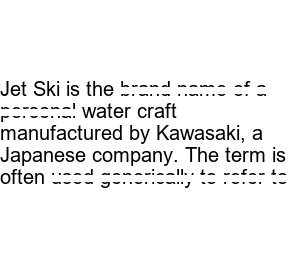 Jet Ski is the brand name of a
personal water craft
manufactured by Kawasaki, a
Japanese company. The term is
often used generically to refer to